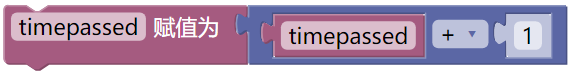 timepassed 赋值为 timepassed + 1